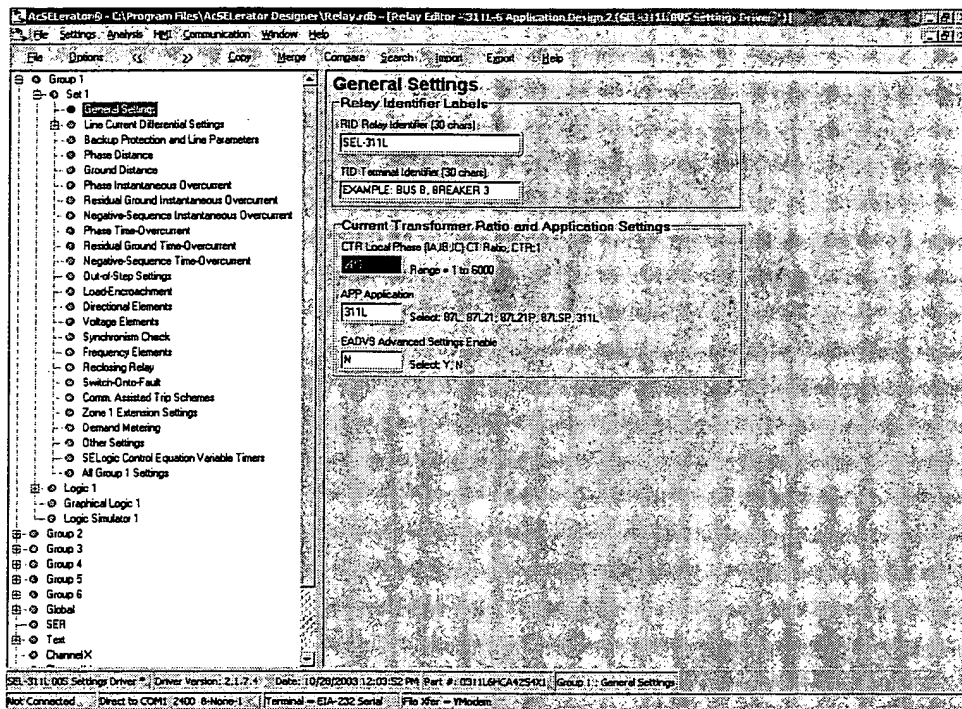 AcSELerator® - C:\Program Files\AcSELerator Designer\Relay.rdb - [Relay Editor - "311L-6 Application.Design.2 (SEL-311L 005 Settings Driver *)]
File Settings Analysis HMI Communication Window Help
File Options << >> Copy Merge Compare Search Import Export Help
Group 1
Set 1
General Settings
Line Current Differential Settings
Backup Protection and Line Parameters
Phase Distance
Ground Distance
Phase Instantaneous Overcurrent
Residual Ground Instantaneous Overcurrent
Negative-Sequence Instantaneous Overcurrent
Phase Time-Overcurrent
Residual Ground Time-Overcurrent
Negative-Sequence Time-Overcurrent
Out-of-Step Settings
Load-Encroachment
Directional Elements
Voltage Elements
Synchronism Check
Frequency Elements
Reclosing Relay
Switch-Onto-Fault
Comm. Assisted Trip Schemes
Zone 1 Extension Settings
Demand Metering
Other Settings
SELogic Control Equation Variable Timers
All Group 1 Settings
Logic 1
Graphical Logic 1
Logic Simulator 1
Group 2
Group 3
Group 4
Group 5
Group 6
Global
SER
Text
Channel X
General Settings
Relay Identifier Labels
RID Relay Identifier (30 chars)
SEL-311L
TID Terminal Identifier (30 chars)
EXAMPLE: BUS B, BREAKER 3
Current Transformer Ratio and Application Settings
CTR Local Phase (IA,IB,IC) CT Ratio, CTR:1
Range = 1 to 6000
APP Application
311L Select: 87L, 87L21, 87L21P, 87LSP, 311L
EADVS Advanced Settings Enable
N Select: Y, N
SEL-311L 005 Settings Driver * Driver Version: 2.1.7.4 Date: 10/28/2003 12:03:52 PM Part #: 0311L6HCA4254X1 Group 1 : General Settings
Not Connected Direct to COM1 2400 8-None-1 Terminal = EIA-232 Serial File Xfer = YModem